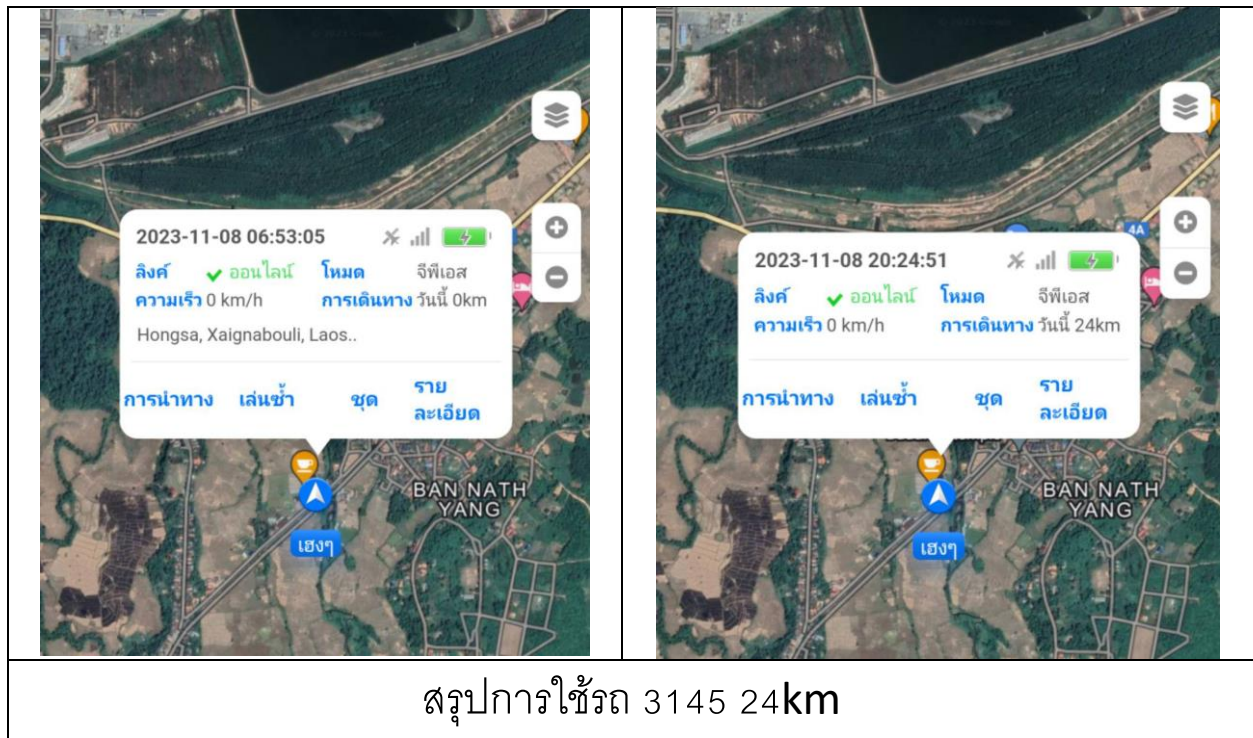 2023-11-08 06:53:05
ลิงค์ ออนไลน์ โหมด จีพีเอส
ความเร็ว 0 km/h การเดินทาง วันนี้ 0km
Hongsa, Xaignabouli, Laos..
การนำทาง เล่นซ้ำ ชุด ราย
ละเอียด
BAN NATH
YANG
เฮงๆ
4A
2023-11-08 20:24:51
ลิงค์ ออนไลน์ โหมด จีพีเอส
ความเร็ว 0 km/h การเดินทาง วันนี้ 24km
การนำทาง เล่นซ้ำ ชุด ราย
ละเอียด
BAN NATH
YANG
เฮงๆ
สรุปการใช้รถ 3145 24km